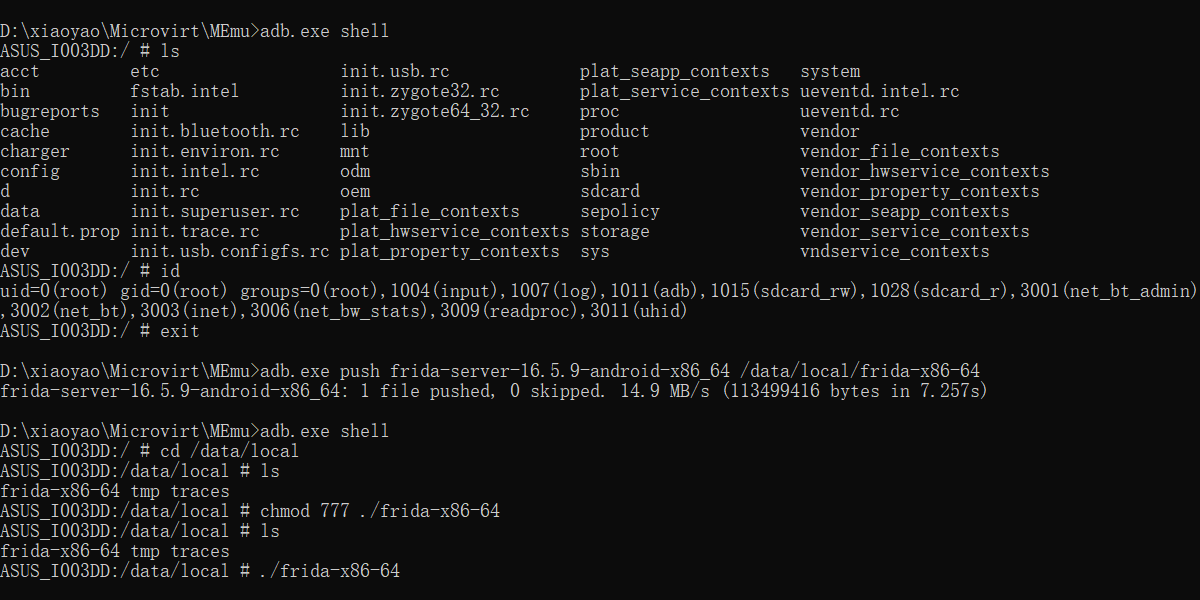 D:\xiaoyao\Microvirt\MEmu>adb.exe shell
ASUS_I003DD:/ # ls
acct etc init.usb.rc plat_seapp_contexts system
bin fstab.intel init.zygote32.rc plat_service_contexts ueventd.intel.rc
bugreports init init.zygote64_32.rc proc ueventd.rc
cache init.bluetooth.rc lib product vendor
charger init.environ.rc mnt root vendor_file_contexts
config init.intel.rc odm sbin vendor_hwservice_contexts
d init.rc oem sdcard vendor_property_contexts
data init.superuser.rc plat_file_contexts sepolicy vendor_seapp_contexts
default.prop init.trace.rc plat_hwservice_contexts storage vendor_service_contexts
dev init.usb.configfs.rc plat_property_contexts sys vndservice_contexts
ASUS_I003DD:/ # id
uid=0(root) gid=0(root) groups=0(root),1004(input),1007(log),1011(adb),1015(sdcard_rw),1028(sdcard_r),3001(net_bt_admin)
,3002(net_bt),3003(inet),3006(net_bw_stats),3009(readproc),3011(uhid)
ASUS_I003DD:/ # exit
D:\xiaoyao\Microvirt\MEmu>adb.exe push frida-server-16.5.9-android-x86_64 /data/local/frida-x86-64
frida-server-16.5.9-android-x86_64: 1 file pushed, 0 skipped. 14.9 MB/s (113499416 bytes in 7.257s)
D:\xiaoyao\Microvirt\MEmu>adb.exe shell
ASUS_I003DD:/ # cd /data/local
ASUS_I003DD:/data/local # ls
frida-x86-64 tmp traces
ASUS_I003DD:/data/local # chmod 777 ./frida-x86-64
ASUS_I003DD:/data/local # ls
frida-x86-64 tmp traces
ASUS_I003DD:/data/local # ./frida-x86-64